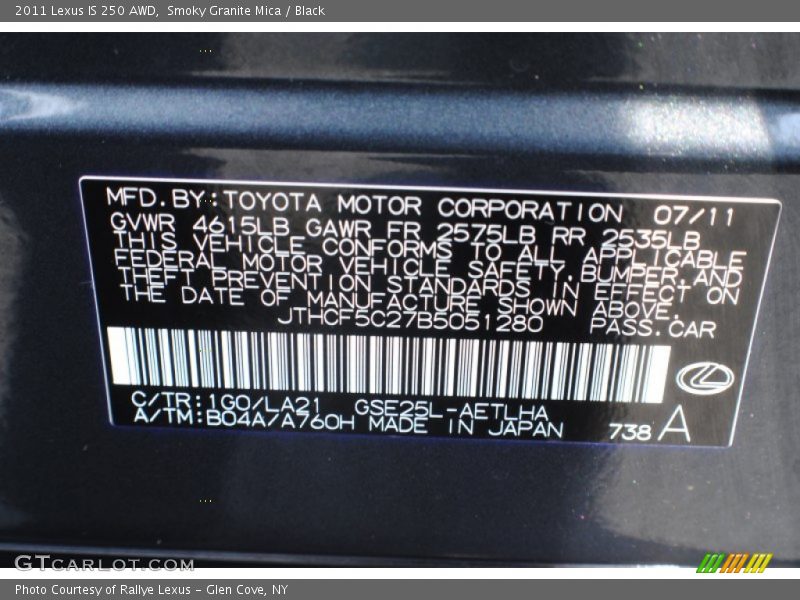 2011 Lexus IS 250 AWD,  Smoky Granite Mica / Black
MFD. BY: TOYOTA MOTOR CORPORATION 07/11
GVWR 4615LB GAWR FR 2575LB RR 2535LB
THIS VEHICLE CONFORMS TO ALL APPLICABLE
FEDERAL MOTOR VEHICLE SAFETY, BUMPER, AND
THEFT PREVENTION STANDARDS IN EFFECT ON
THE DATE OF MANUFACTURE SHOWN ABOVE.
JTHCF5C27B5051280 PASS. CAR
C/TR: 1G0/LA21 GSE25L-AETLHA
A/TM: B04A/A760H MADE IN JAPAN 738 A
GTCARLOT.COM
Photo Courtesy of Rallye Lexus - Glen Cove, NY